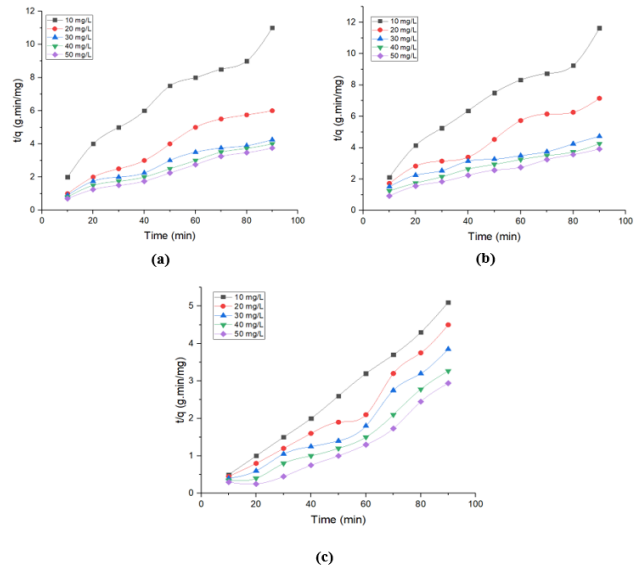 12
10
8
6
4
2
0
t/q (g.min/mg)
10 mg/L
20 mg/L
30 mg/L
40 mg/L
50 mg/L
0 20 40 60 80 100
Time (min)
(a)
12
10
8
6
4
2
0
t/q (g.min/mg)
10 mg/L
20 mg/L
30 mg/L
40 mg/L
50 mg/L
0 20 40 60 80 100
Time (min)
(b)
5
4
3
2
1
0
t/q (g.min/mg)
10 mg/L
20 mg/L
30 mg/L
40 mg/L
50 mg/L
0 20 40 60 80 100
Time (min)
(c)